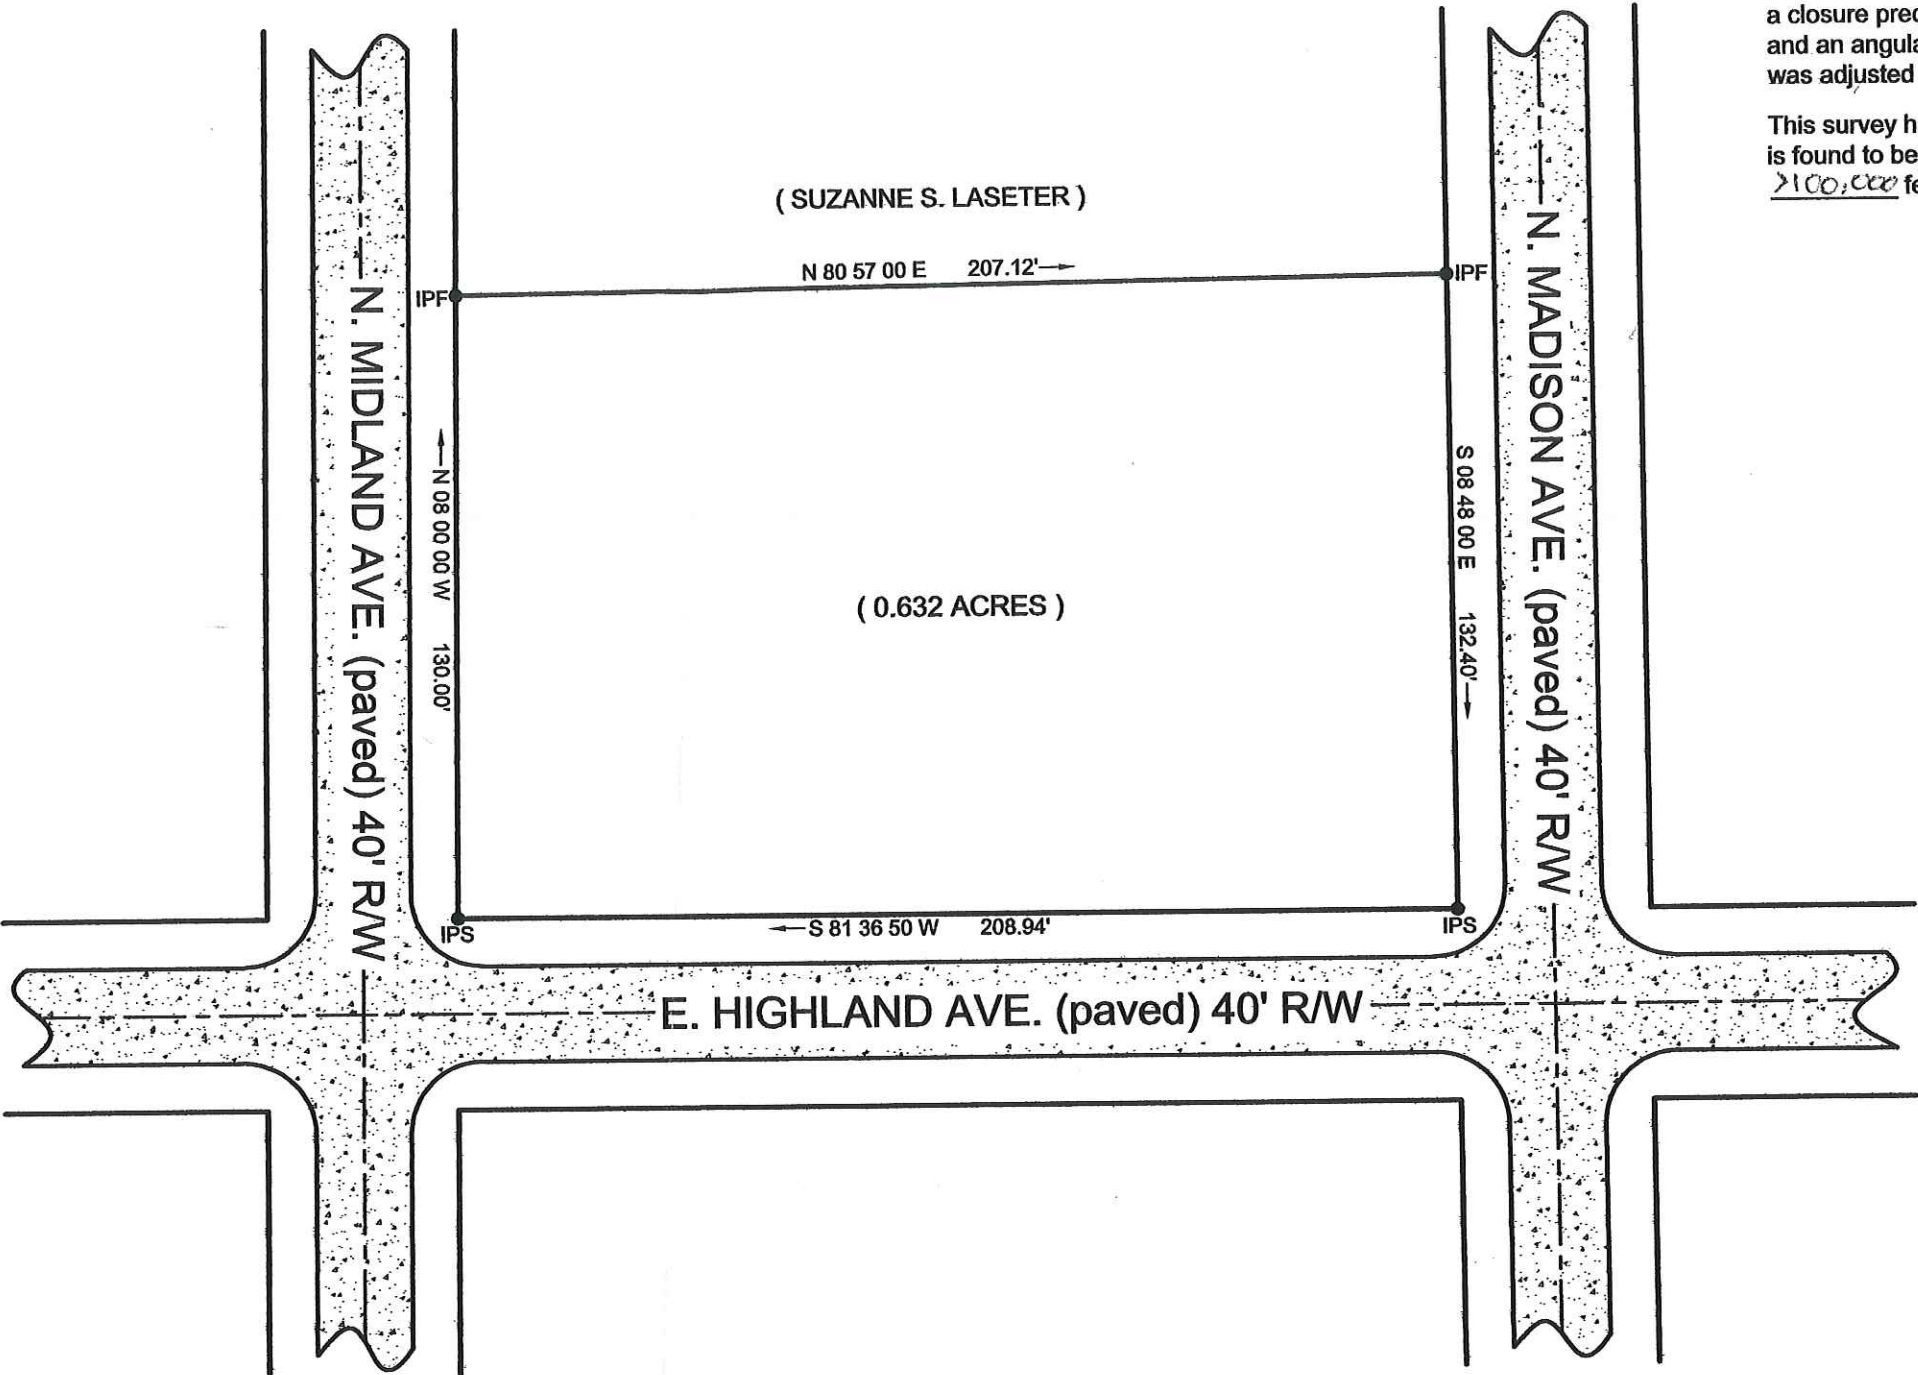 a closure prec
and an angula
was adjusted
This survey h
is found to be
>100,000 fe
( SUZANNE S. LASETER )
N 80 57 00 E 207.12'
IPF
IPF
N. MIDLAND AVE. (paved) 40' R/W
N 08 00 00 W 130.00'
( 0.632 ACRES )
S 08 48 00 E 132.40'
N. MADISON AVE. (paved) 40' R/W
IPS
S 81 36 50 W 208.94'
IPS
E. HIGHLAND AVE. (paved) 40' R/W